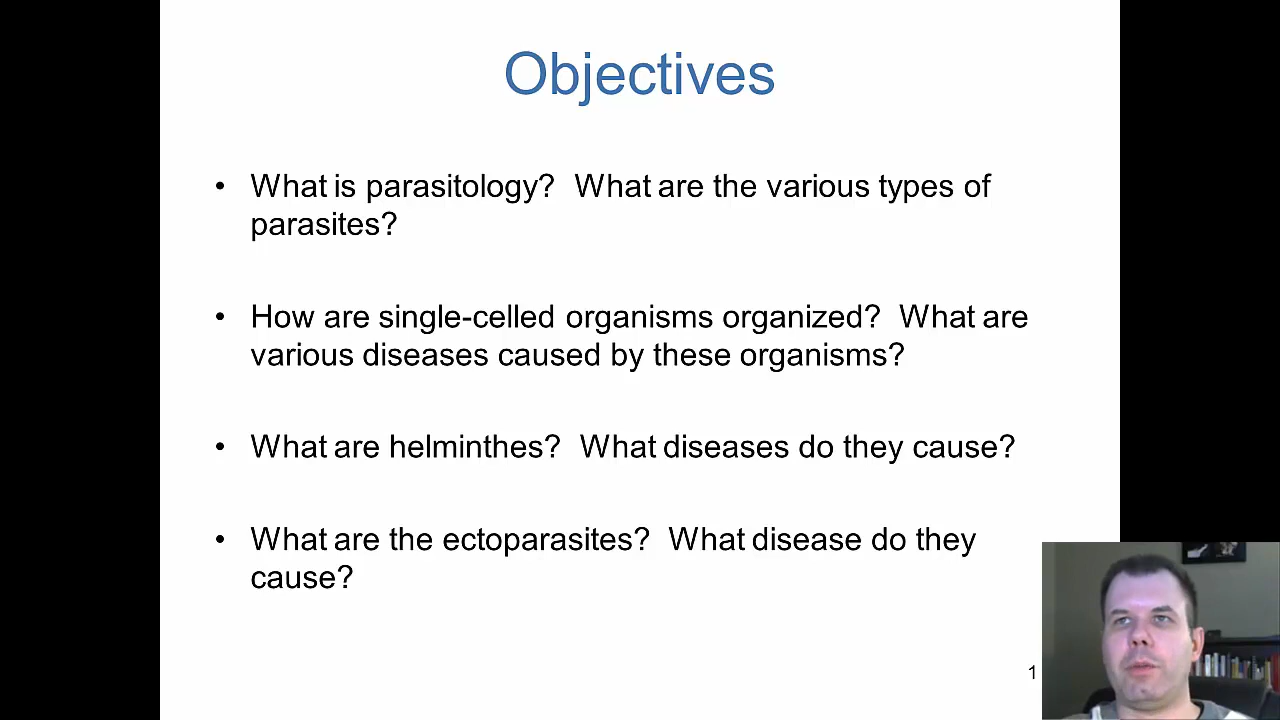 Objectives
• What is parasitology?  What are the various types of
parasites?
• How are single-celled organisms organized?  What are
various diseases caused by these organisms?
• What are helminthes?  What diseases do they cause?
• What are the ectoparasites?  What disease do they
cause?
1